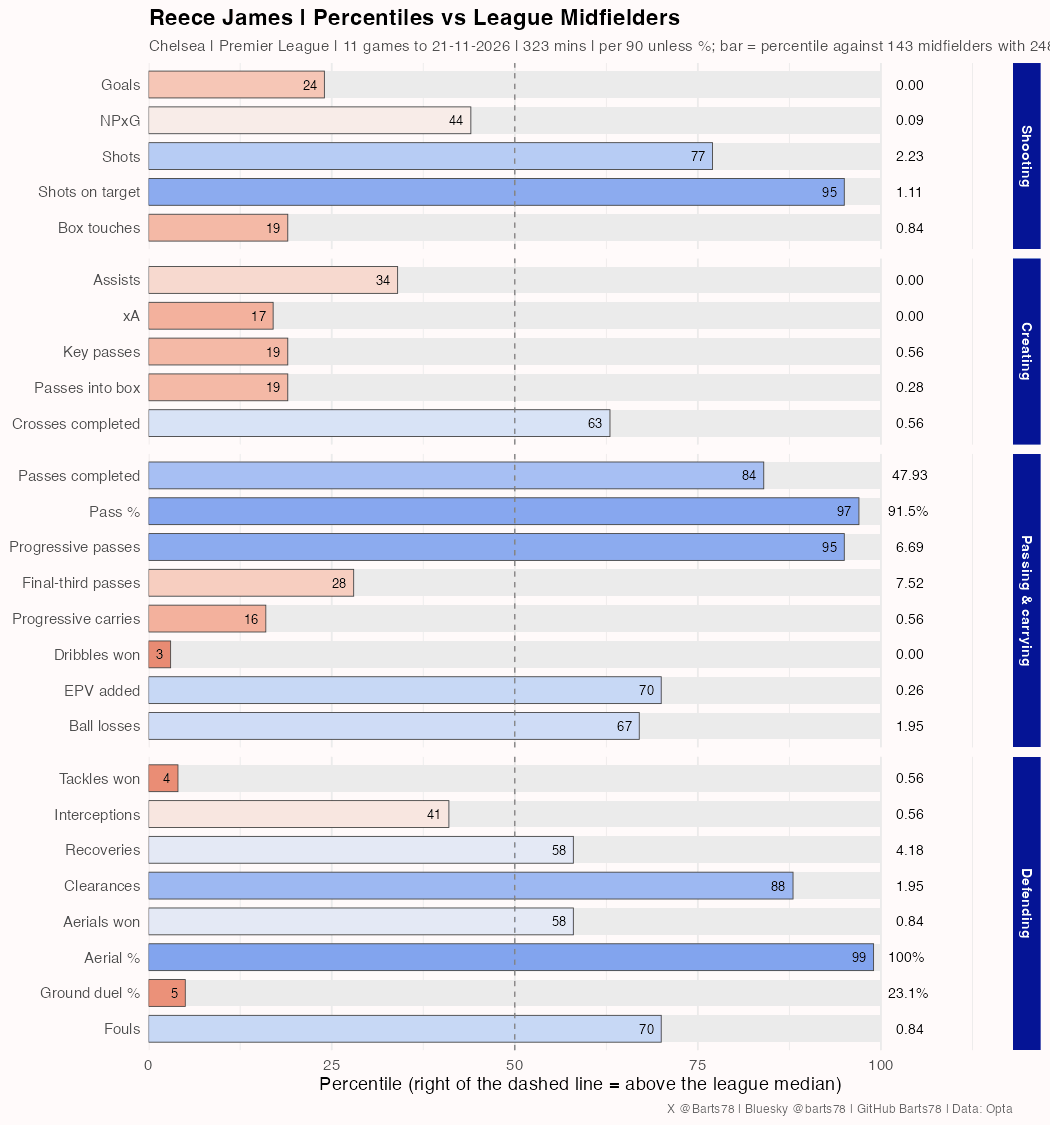 Reece James | Percentiles vs League Midfielders
Chelsea | Premier League | 11 games to 21-11-2026 | 323 mins | per 90 unless %; bar = percentile against 143 midfielders with 248
Goals 24 0.00
NPxG 44 0.09
Shots 77 2.23
Shots on target 95 1.11
Box touches 19 0.84
Shooting
Assists 34 0.00
xA 17 0.00
Key passes 19 0.56
Passes into box 19 0.28
Crosses completed 63 0.56
Creating
Passes completed 84 47.93
Pass % 97 91.5%
Progressive passes 95 6.69
Final-third passes 28 7.52
Progressive carries 16 0.56
Dribbles won 3 0.00
EPV added 70 0.26
Ball losses 67 1.95
Passing & carrying
Tackles won 4 0.56
Interceptions 41 0.56
Recoveries 58 4.18
Clearances 88 1.95
Aerials won 58 0.84
Aerial % 99 100%
Ground duel % 5 23.1%
Fouls 70 0.84
Defending
0 25 50 75 100
Percentile (right of the dashed line = above the league median)
X @Barts78 | Bluesky @barts78 | GitHub Barts78 | Data: Opta